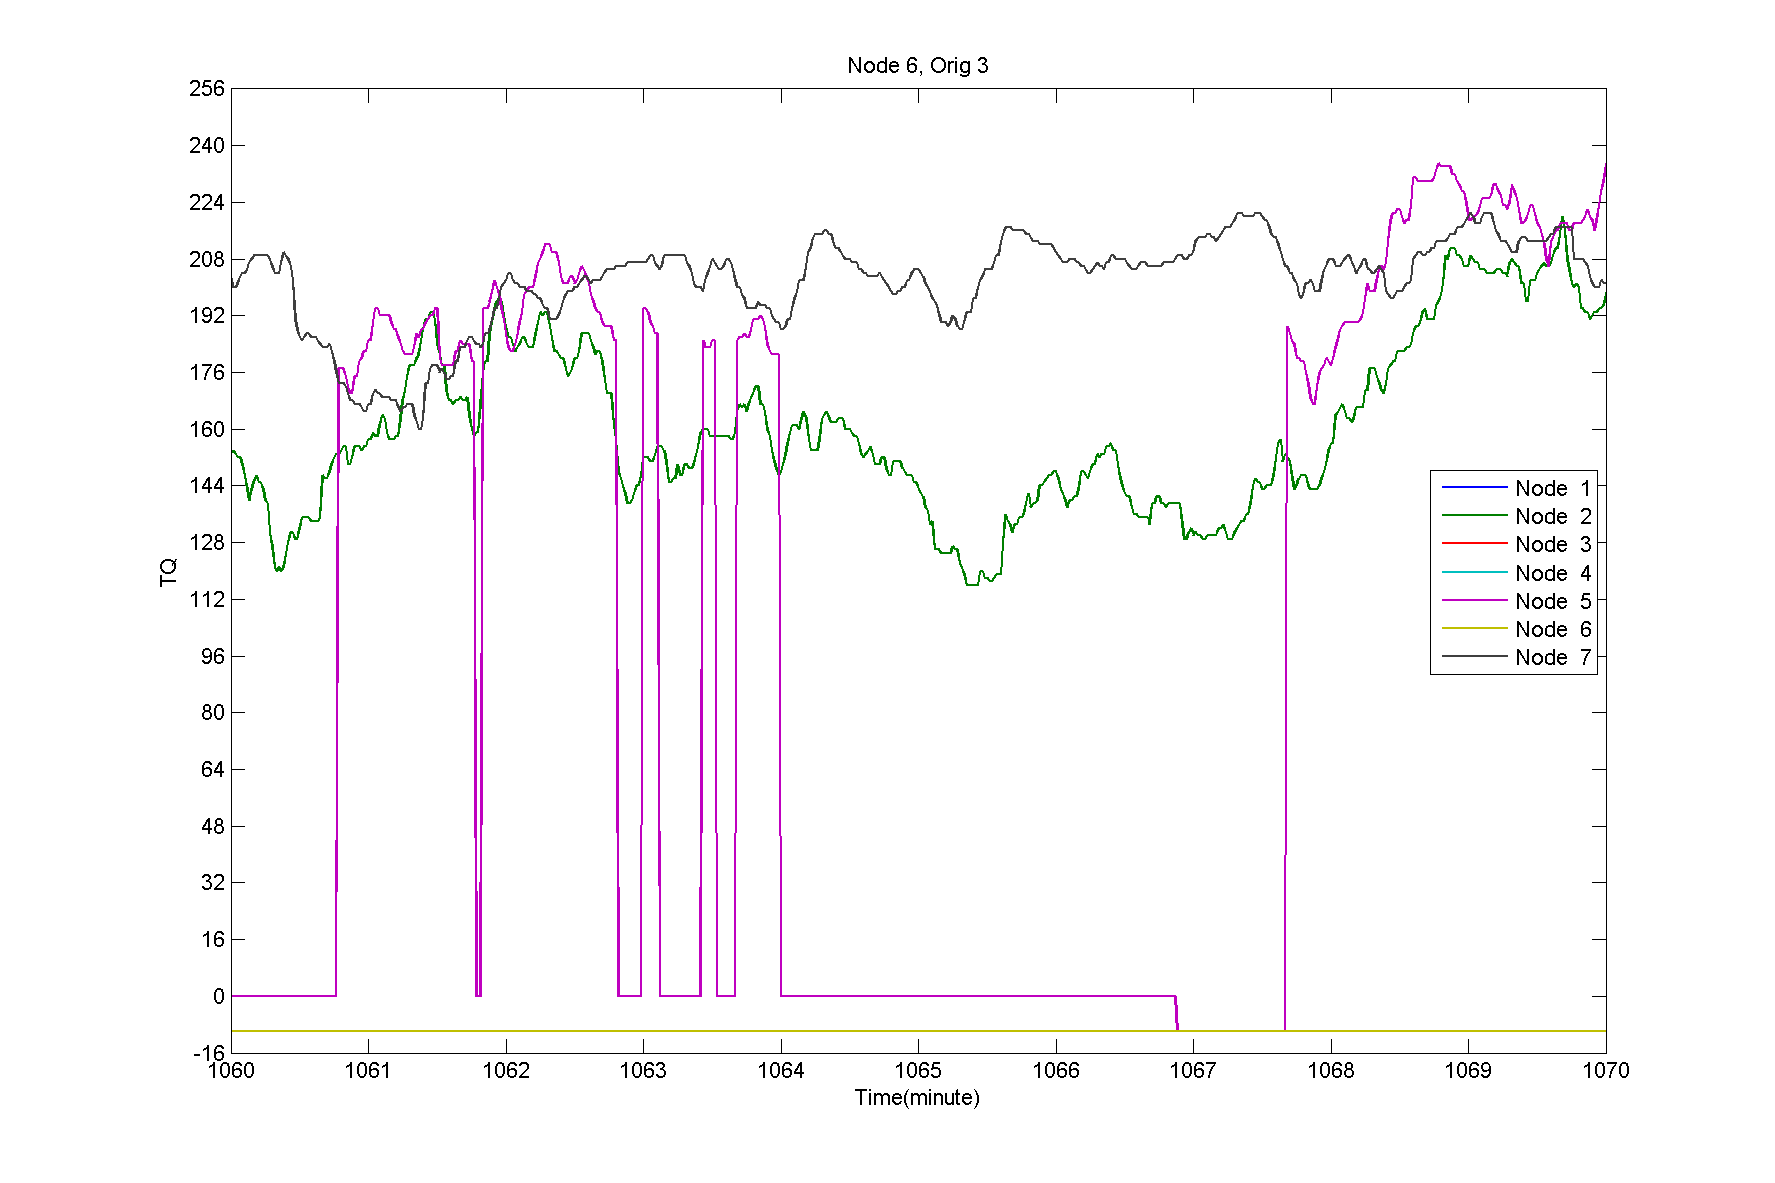 Node 6, Orig 3
256
240
224
208
192
176
160
144
128
112
96
80
64
48
32
16
0
-16
TQ
Node 1
Node 2
Node 3
Node 4
Node 5
Node 6
Node 7
1060 1061 1062 1063 1064 1065 1066 1067 1068 1069 1070
Time(minute)